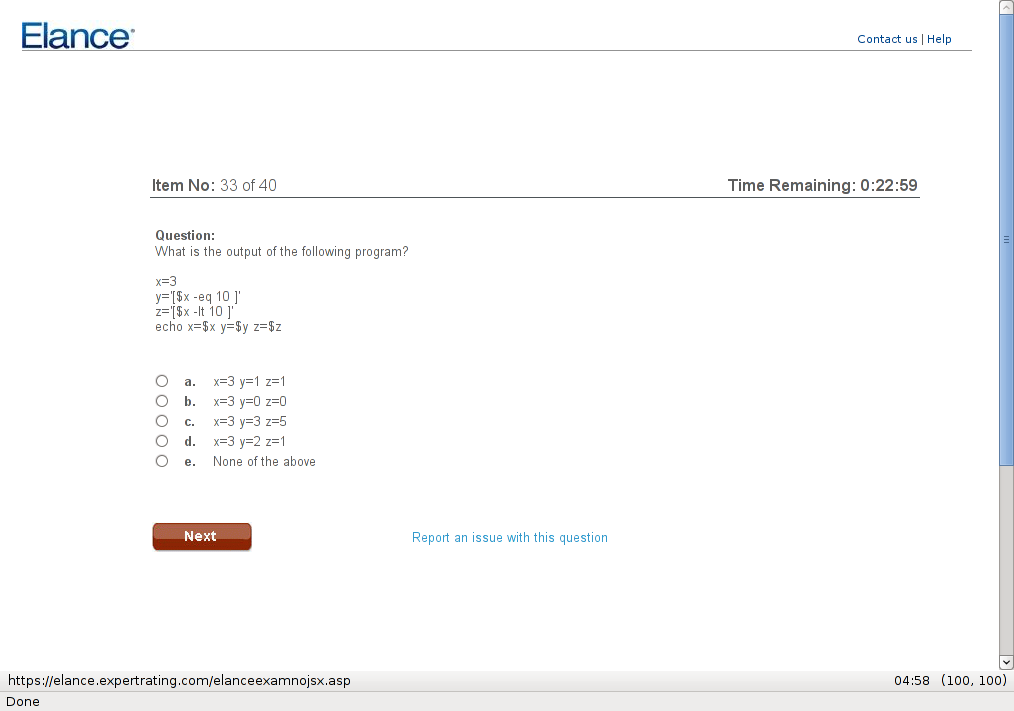 Elance
Contact us | Help
Item No: 33 of 40
Time Remaining: 0:22:59
Question:
What is the output of the following program?
x=3
y='[$x -eq 10 ]'
z='[$x -lt 10 ]'
echo x=$x y=$y z=$z
a. x=3 y=1 z=1
b. x=3 y=0 z=0
c. x=3 y=3 z=5
d. x=3 y=2 z=1
e. None of the above
Next
Report an issue with this question
https://elance.expertrating.com/elanceexamnojsx.asp
04:58 (100, 100)
Done